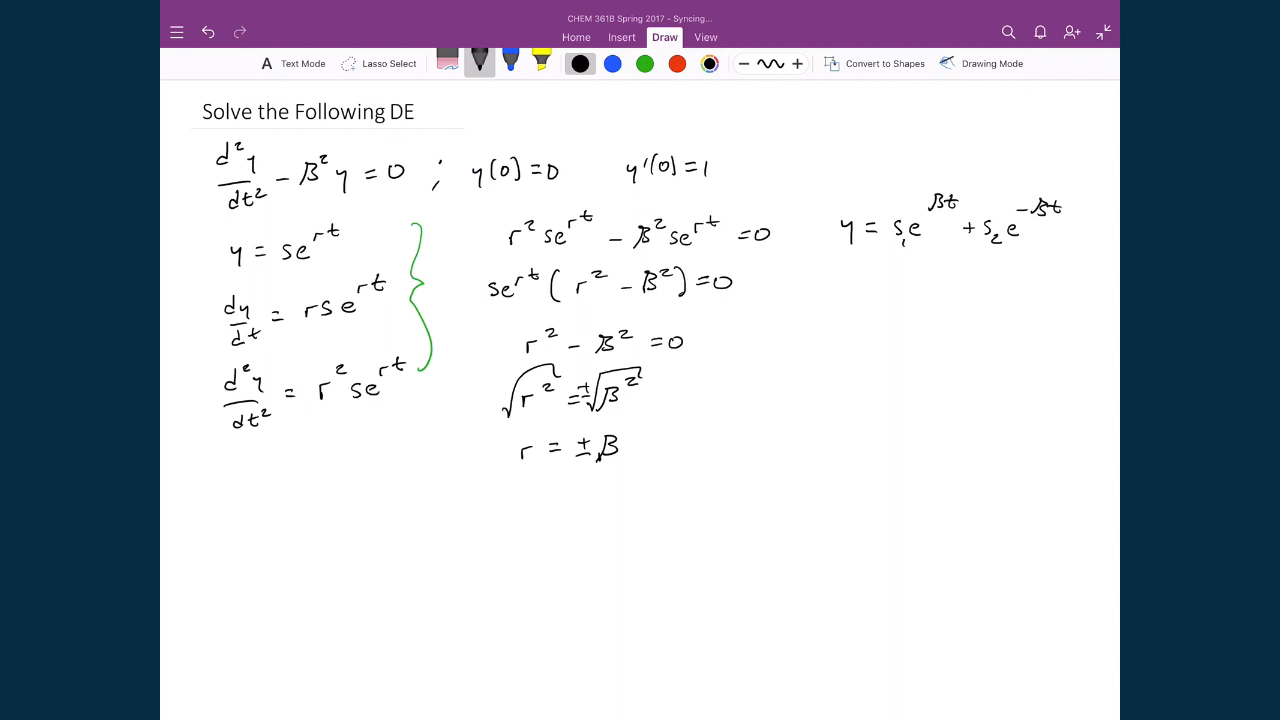 CHEM 361B Spring 2017 - Syncing...
Home Insert Draw View
A Text Mode Lasso Select Convert to Shapes Drawing Mode
Solve the Following DE
d²y/dt² - β²y = 0 ; y(0) = 0 y'(0) = 1
y = se^{rt}
dy/dt = rse^{rt}
d²y/dt² = r²se^{rt}
r²se^{rt} - β²se^{rt} = 0
se^{rt}(r² - β²) = 0
r² - β² = 0
√r² = ±√β²
r = ±β
y = s₁e^{βt} + s₂e^{-βt}